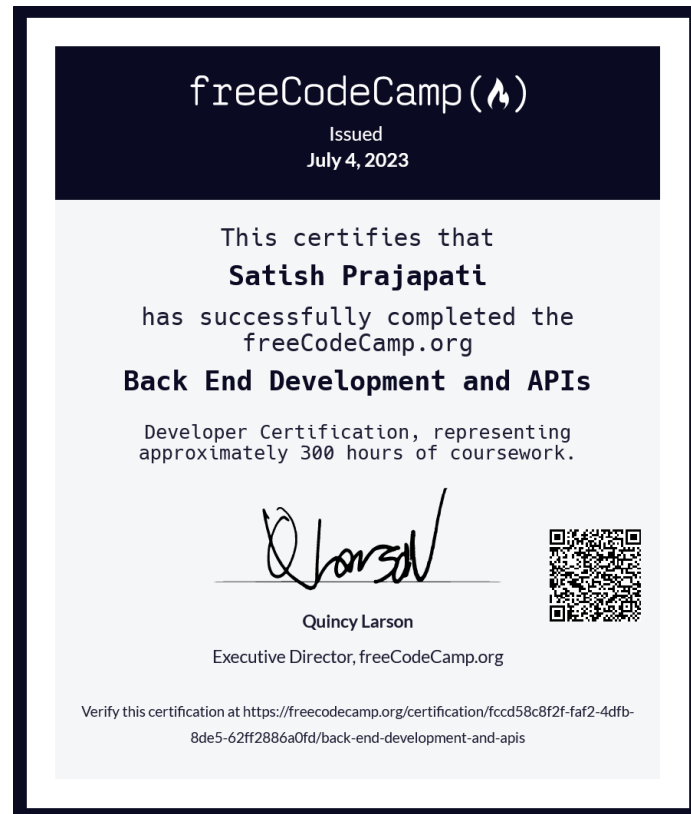 freeCodeCamp(🔥)
Issued
July 4, 2023
This certifies that
Satish Prajapati
has successfully completed the
freeCodeCamp.org
Back End Development and APIs
Developer Certification, representing
approximately 300 hours of coursework.
Q Larson
Quincy Larson
Executive Director, freeCodeCamp.org
Verify this certification at https://freecodecamp.org/certification/fccd58c8f2f-faf2-4dfb-
8de5-62ff2886a0fd/back-end-development-and-apis